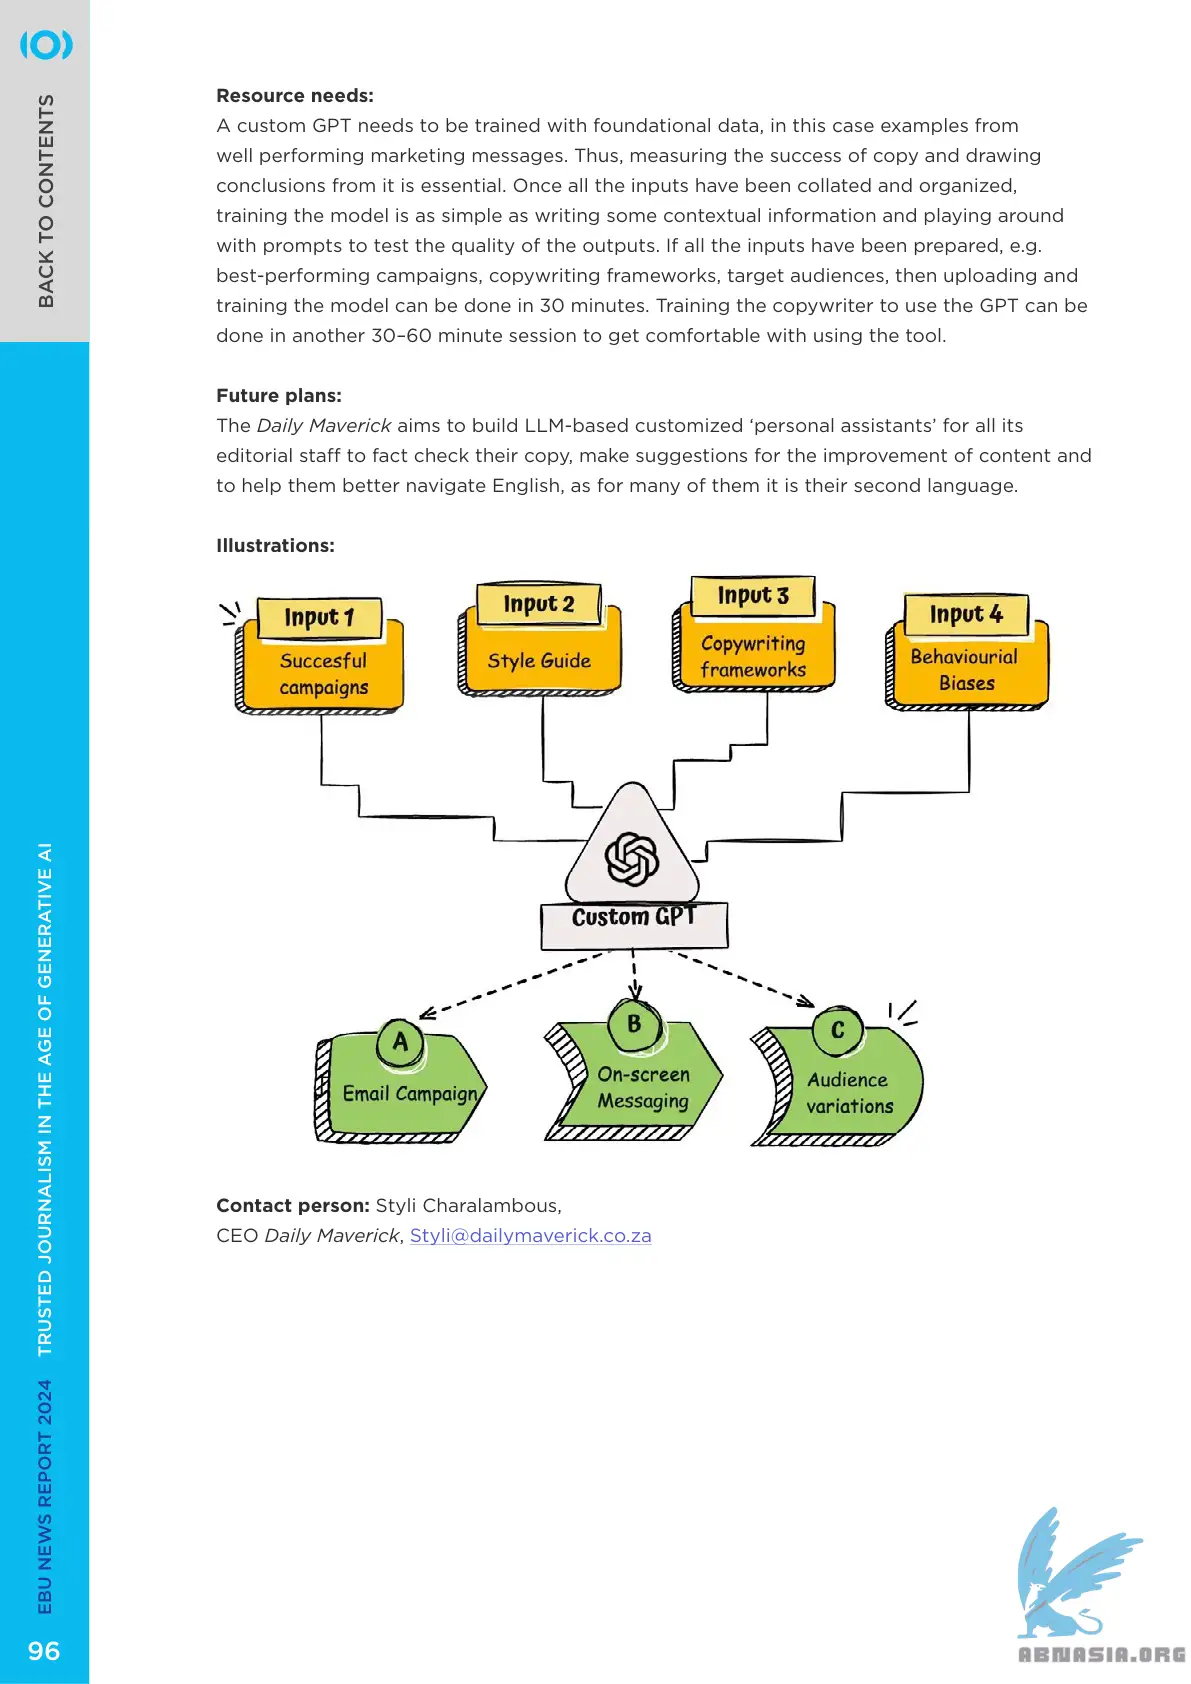 BACK TO CONTENTS
Resource needs:
A custom GPT needs to be trained with foundational data, in this case examples from
well performing marketing messages. Thus, measuring the success of copy and drawing
conclusions from it is essential. Once all the inputs have been collated and organized,
training the model is as simple as writing some contextual information and playing around
with prompts to test the quality of the outputs. If all the inputs have been prepared, e.g.
best-performing campaigns, copywriting frameworks, target audiences, then uploading and
training the model can be done in 30 minutes. Training the copywriter to use the GPT can be
done in another 30–60 minute session to get comfortable with using the tool.
Future plans:
The Daily Maverick aims to build LLM-based customized ‘personal assistants’ for all its
editorial staff to fact check their copy, make suggestions for the improvement of content and
to help them better navigate English, as for many of them it is their second language.
Illustrations:
Input 1
Succesful
campaigns
Input 2
Style Guide
Input 3
Copywriting
frameworks
Input 4
Behaviourial
Biases
Custom GPT
A
Email Campaign
B
On-screen
Messaging
C
Audience
variations
Contact person: Styli Charalambous,
CEO Daily Maverick, Styli@dailymaverick.co.za
EBU NEWS REPORT 2024 TRUSTED JOURNALISM IN THE AGE OF GENERATIVE AI
96
ABNASIA.ORG